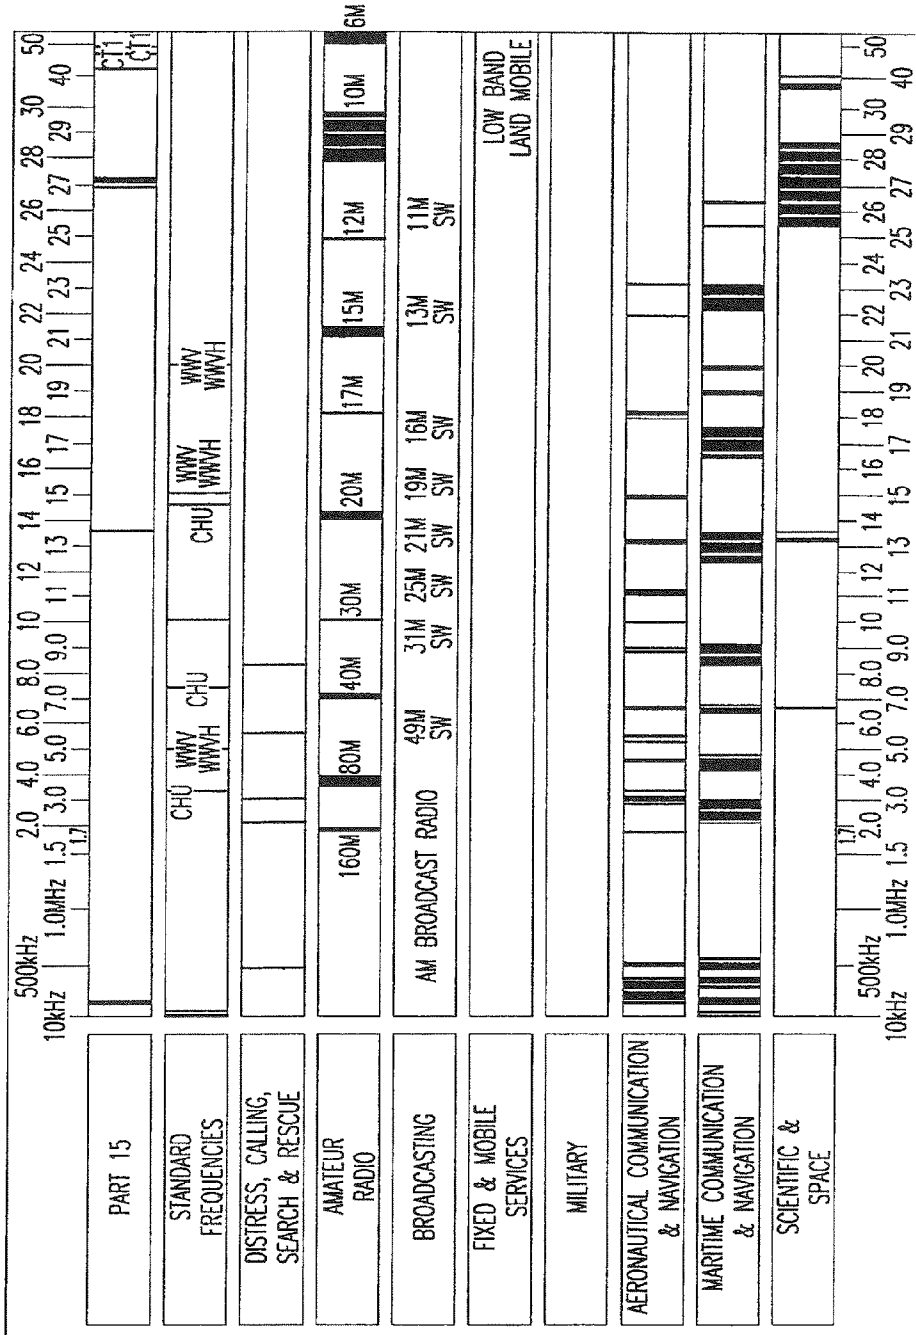 500kHz 2.0 4.0 6.0 8.0 10 12 14 16 18 20 22 24 26 28 30 50
10kHz 1.0MHz 1.5 3.0 5.0 7.0 9.0 11 13 15 17 19 21 23 25 27 29 40
1.7
PART 15
CT1
CT1
STANDARD
FREQUENCIES
CHU WWV
WWVH CHU CHU WWV
WWVH WWV
WWVH
DISTRESS, CALLING,
SEARCH & RESCUE
AMATEUR
RADIO
160M 80M 40M 30M 20M 17M 15M 12M 10M 6M
BROADCASTING
AM BROADCAST RADIO 49M
SW 31M
SW 25M
SW 21M
SW 19M
SW 16M
SW 13M
SW 11M
SW
FIXED & MOBILE
SERVICES
LOW BAND
LAND MOBILE
MILITARY
AERONAUTICAL COMMUNICATION
& NAVIGATION
MARITIME COMMUNICATION
& NAVIGATION
SCIENTIFIC &
SPACE
1.7
500kHz 2.0 4.0 6.0 8.0 10 12 14 16 18 20 22 24 26 28 30 50
10kHz 1.0MHz 1.5 3.0 5.0 7.0 9.0 11 13 15 17 19 21 23 25 27 29 40